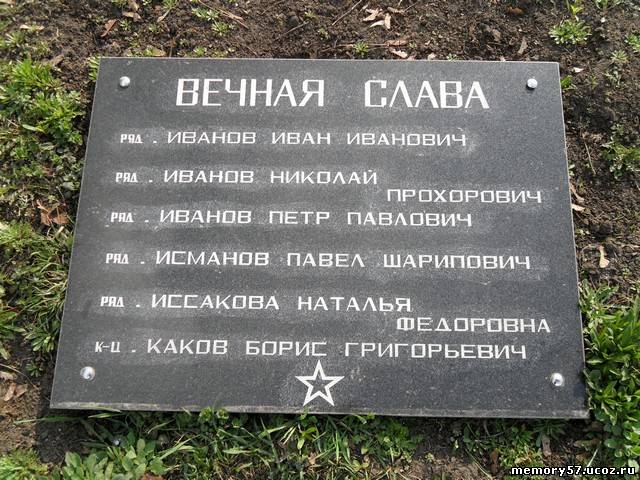 ВЕЧНАЯ СЛАВА
РЯД. ИВАНОВ ИВАН ИВАНОВИЧ
РЯД. ИВАНОВ НИКОЛАЙ
ПРОХОРОВИЧ
РЯД. ИВАНОВ ПЕТР ПАВЛОВИЧ
РЯД. ИСМАНОВ ПАВЕЛ ШАРИПОВИЧ
РЯД. ИССАКОВА НАТАЛЬЯ
ФЕДОРОВНА
К-Ц. КАКОВ БОРИС ГРИГОРЬЕВИЧ
memory57.ucoz.ru